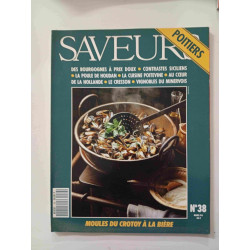 SAVEURS
POITIERS
DES BOURGOGNES À PRIX DOUX • CONTRASTES SICILIENS
• LA POULE DE HOUDAN • LA CUISINE POITEVINE • AU CŒUR
DE LA HOLLANDE • LE CRESSON • VIGNOBLES DU MINERVOIS
N°38
MOULES DU CROTOY À LA BIÈRE